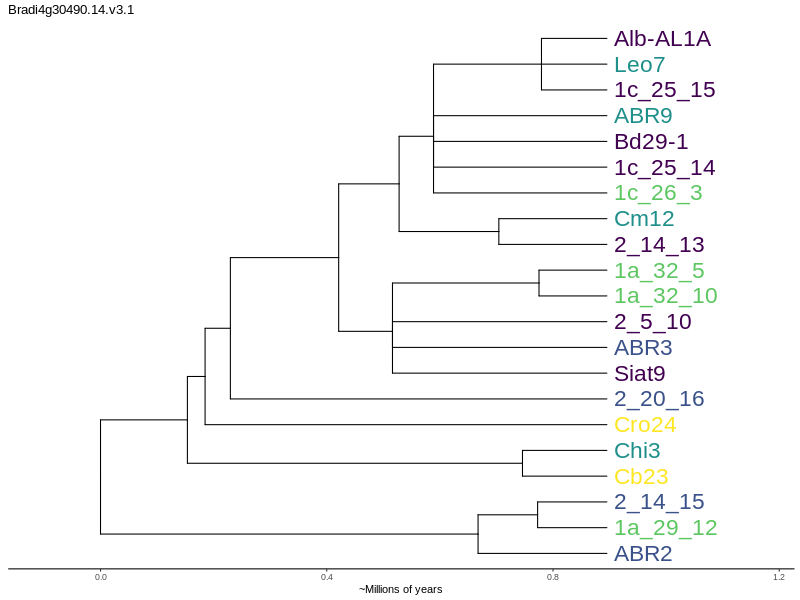 Bradi4g30490.14.v3.1
Alb-AL1A
Leo7
1c_25_15
ABR9
Bd29-1
1c_25_14
1c_26_3
Cm12
2_14_13
1a_32_5
1a_32_10
2_5_10
ABR3
Siat9
2_20_16
Cro24
Chi3
Cb23
2_14_15
1a_29_12
ABR2
0.0 0.4 0.8 1.2
~Millions of years